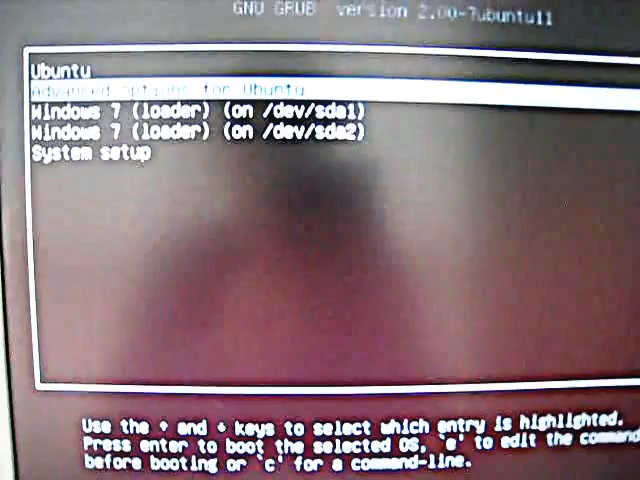 GNU GRUB version 2.00-7ubuntu11
Ubuntu
Advanced options for Ubuntu
Windows 7 (loader) (on /dev/sda1)
Windows 7 (loader) (on /dev/sda2)
System setup
Use the ↑ and ↓ keys to select which entry is highlighted.
Press enter to boot the selected OS, `e' to edit the command
before booting or `c' for a command-line.